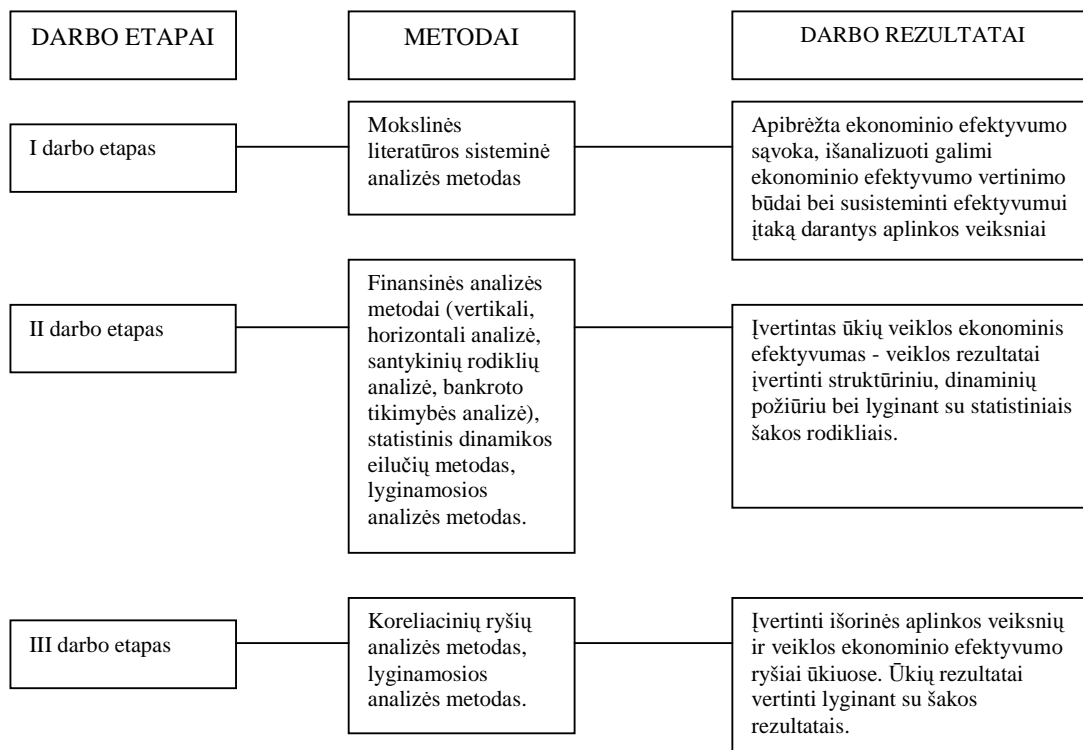 DARBO ETAPAI
METODAI
DARBO REZULTATAI
I darbo etapas
Mokslinės
literatūros sisteminė
analizės metodas
Apibrėžta ekonominio efektyvumo
sąvoka, išanalizuoti galimi
ekonominio efektyvumo vertinimo
būdai bei susisteminti efektyvumui
įtaką darantys aplinkos veiksniai
II darbo etapas
Finansinės analizės
metodai (vertikali,
horizontali analizė,
santykinių rodiklių
analizė, bankroto
tikimybės analizė),
statistinis dinamikos
eilučių metodas,
lyginamosios
analizės metodas.
Įvertintas ūkių veiklos ekonominis
efektyvumas - veiklos rezultatai
įvertinti struktūriniu, dinaminių
požiūriu bei lyginant su statistiniais
šakos rodikliais.
III darbo etapas
Koreliacinių ryšių
analizės metodas,
lyginamosios
analizės metodas.
Įvertinti išorinės aplinkos veiksnių
ir veiklos ekonominio efektyvumo
ryšiai ūkiuose. Ūkių rezultatai
vertinti lyginant su šakos
rezultatais.